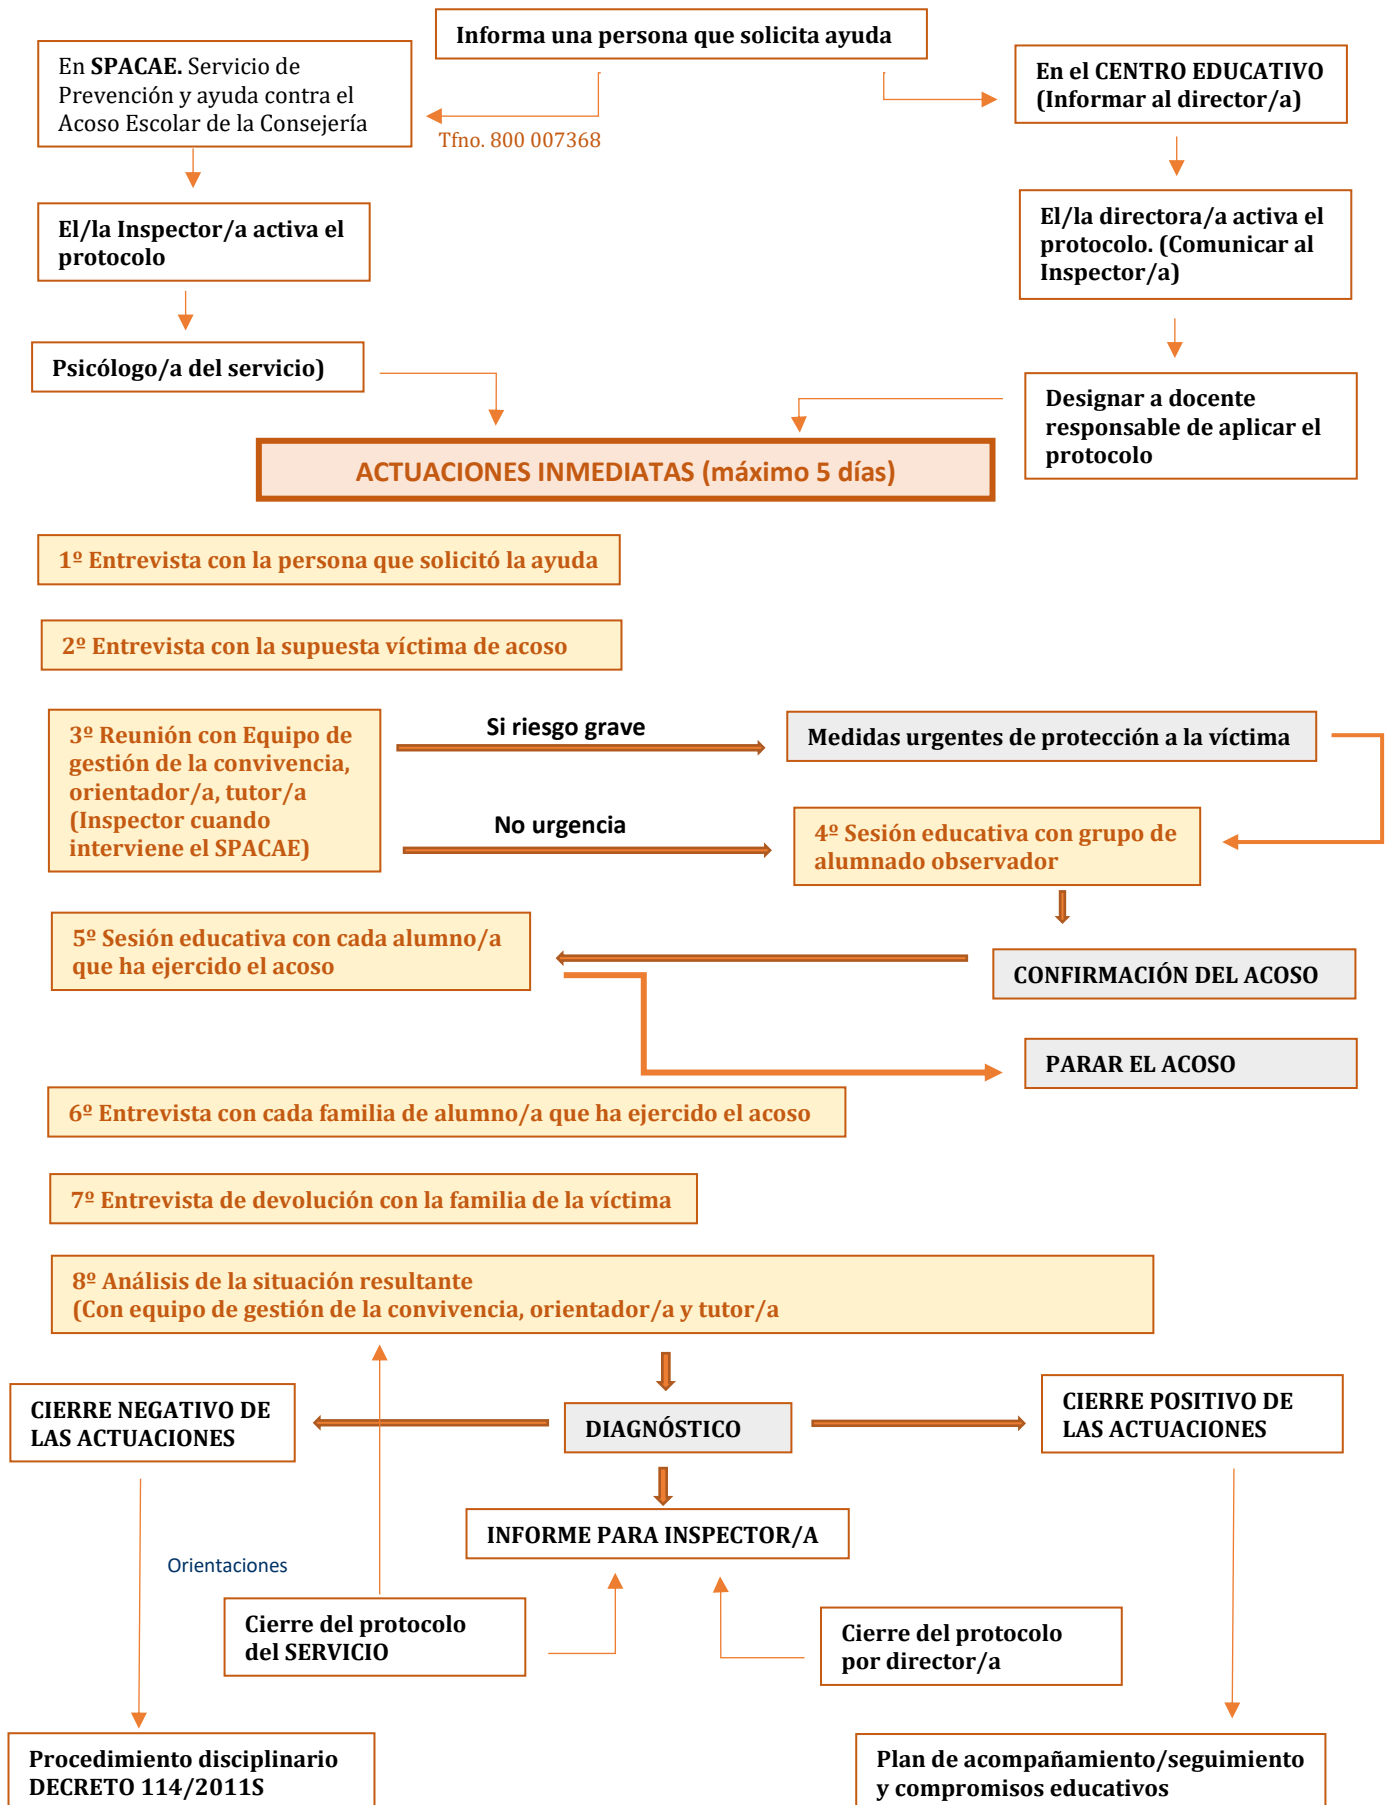 Informa una persona que solicita ayuda
En SPACAE. Servicio de
Prevención y ayuda contra el
Acoso Escolar de la Consejería
Tfno. 800 007368
En el CENTRO EDUCATIVO
(Informar al director/a)
El/la Inspector/a activa el
protocolo
El/la directora/a activa el
protocolo. (Comunicar al
Inspector/a)
Psicólogo/a del servicio)
Designar a docente
responsable de aplicar el
protocolo
ACTUACIONES INMEDIATAS (máximo 5 días)
1º Entrevista con la persona que solicitó la ayuda
2º Entrevista con la supuesta víctima de acoso
3º Reunión con Equipo de
gestión de la convivencia,
orientador/a, tutor/a
(Inspector cuando
interviene el SPACAE)
Si riesgo grave
Medidas urgentes de protección a la víctima
No urgencia
4º Sesión educativa con grupo de
alumnado observador
5º Sesión educativa con cada alumno/a
que ha ejercido el acoso
CONFIRMACIÓN DEL ACOSO
PARAR EL ACOSO
6º Entrevista con cada familia de alumno/a que ha ejercido el acoso
7º Entrevista de devolución con la familia de la víctima
8º Análisis de la situación resultante
(Con equipo de gestión de la convivencia, orientador/a y tutor/a
CIERRE NEGATIVO DE
LAS ACTUACIONES
DIAGNÓSTICO
CIERRE POSITIVO DE
LAS ACTUACIONES
INFORME PARA INSPECTOR/A
Orientaciones
Cierre del protocolo
del SERVICIO
Cierre del protocolo
por director/a
Procedimiento disciplinario
DECRETO 114/2011S
Plan de acompañamiento/seguimiento
y compromisos educativos